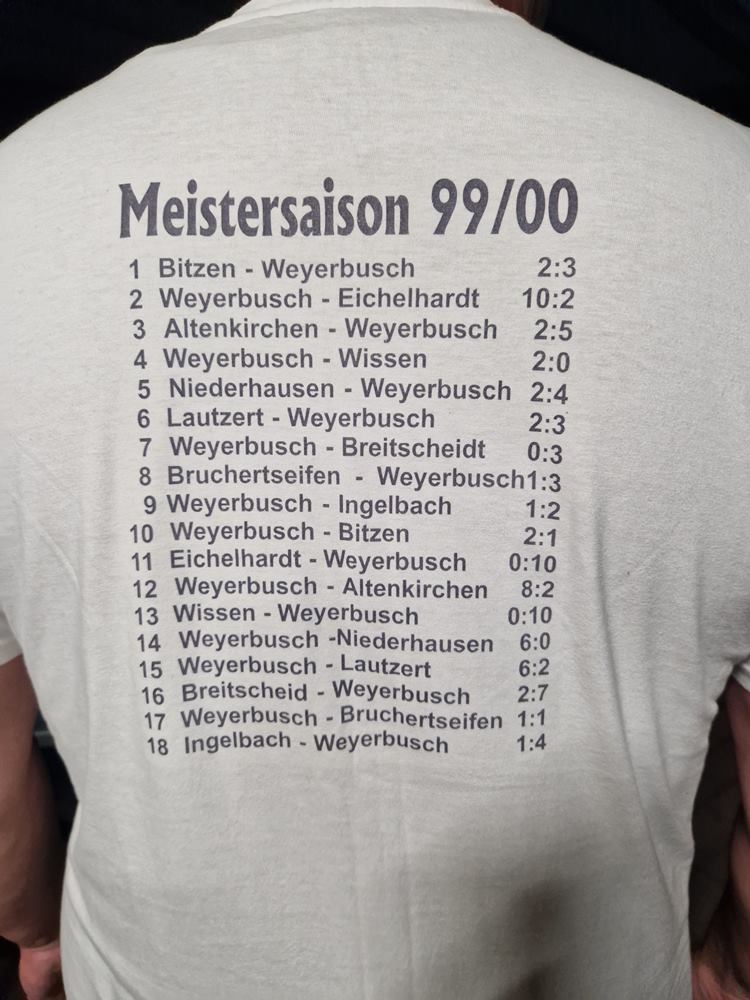 Meistersaison 99/00
1 Bitzen - Weyerbusch 2:3
2 Weyerbusch - Eichelhardt 10:2
3 Altenkirchen - Weyerbusch 2:5
4 Weyerbusch - Wissen 2:0
5 Niederhausen - Weyerbusch 2:4
6 Lautzert - Weyerbusch 2:3
7 Weyerbusch - Breitscheidt 0:3
8 Bruchertseifen - Weyerbusch1:3
9 Weyerbusch - Ingelbach 1:2
10 Weyerbusch - Bitzen 2:1
11 Eichelhardt - Weyerbusch 0:10
12 Weyerbusch - Altenkirchen 8:2
13 Wissen - Weyerbusch 0:10
14 Weyerbusch -Niederhausen 6:0
15 Weyerbusch - Lautzert 6:2
16 Breitscheid - Weyerbusch 2:7
17 Weyerbusch - Bruchertseifen 1:1
18 Ingelbach - Weyerbusch 1:4